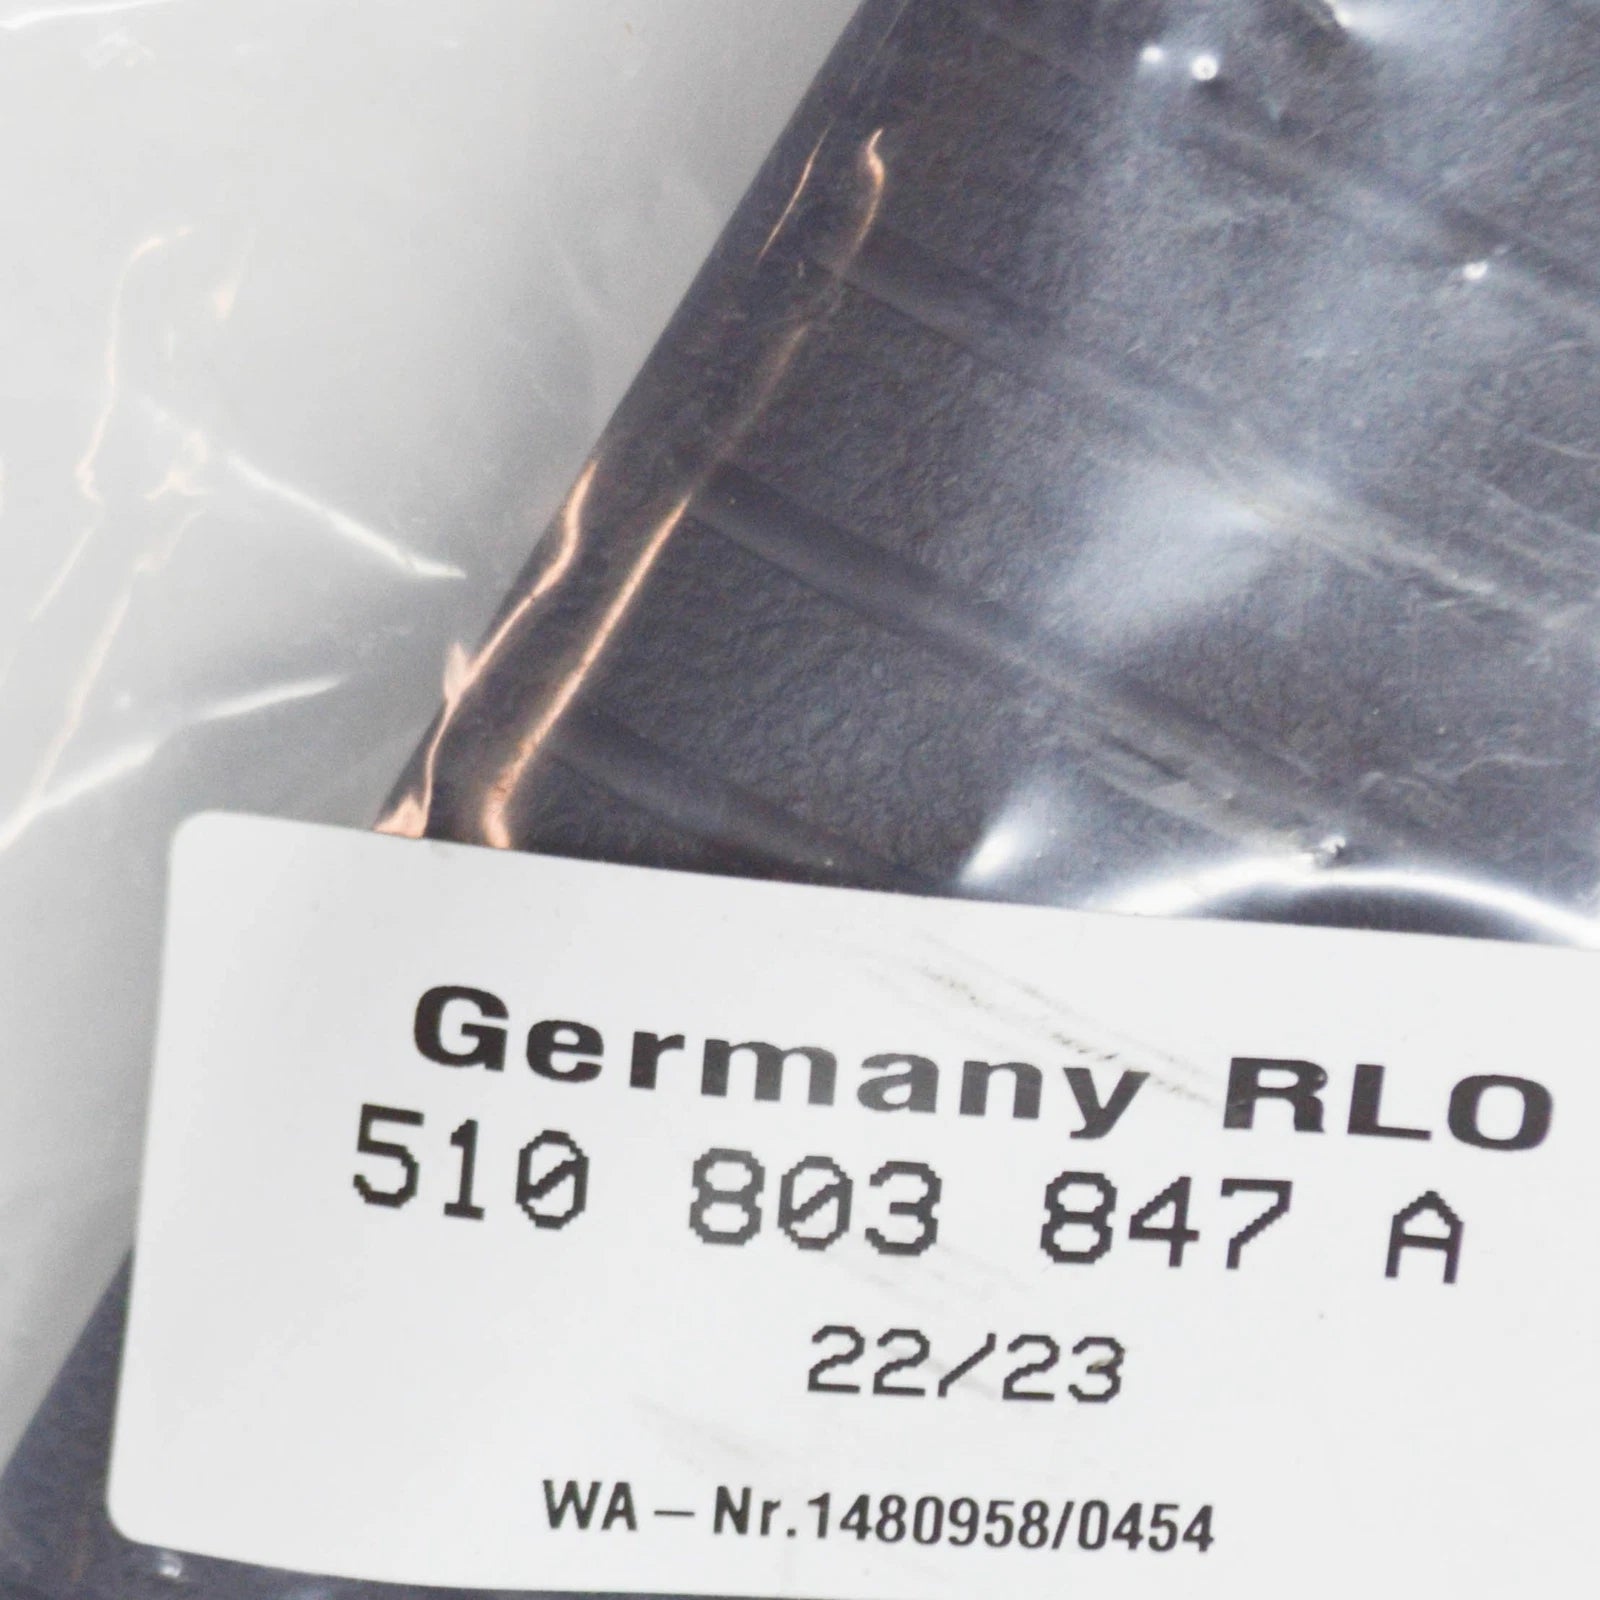 Germany RLO
510 803 847 A
22/23
WA – Nr.1480958/0454